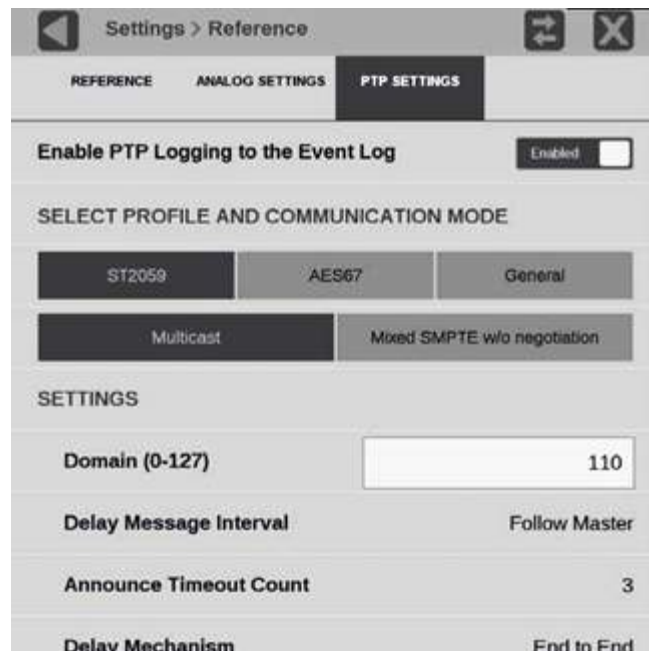 Settings > Reference
REFERENCE ANALOG SETTINGS PTP SETTINGS
Enable PTP Logging to the Event Log Enabled
SELECT PROFILE AND COMMUNICATION MODE
ST2059 AES67 General
Multicast Mixed SMPTE w/o negotiation
SETTINGS
Domain (0-127) 110
Delay Message Interval Follow Master
Announce Timeout Count 3
Delay Mechanism End to End